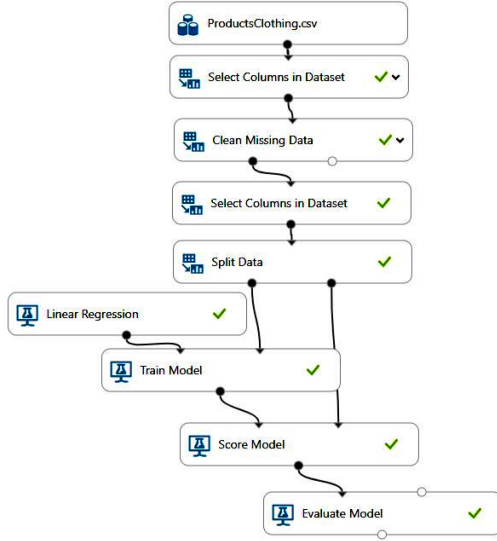 ProductsClothing.csv
Select Columns in Dataset
Clean Missing Data
Select Columns in Dataset
Split Data
Linear Regression
Train Model
Score Model
Evaluate Model